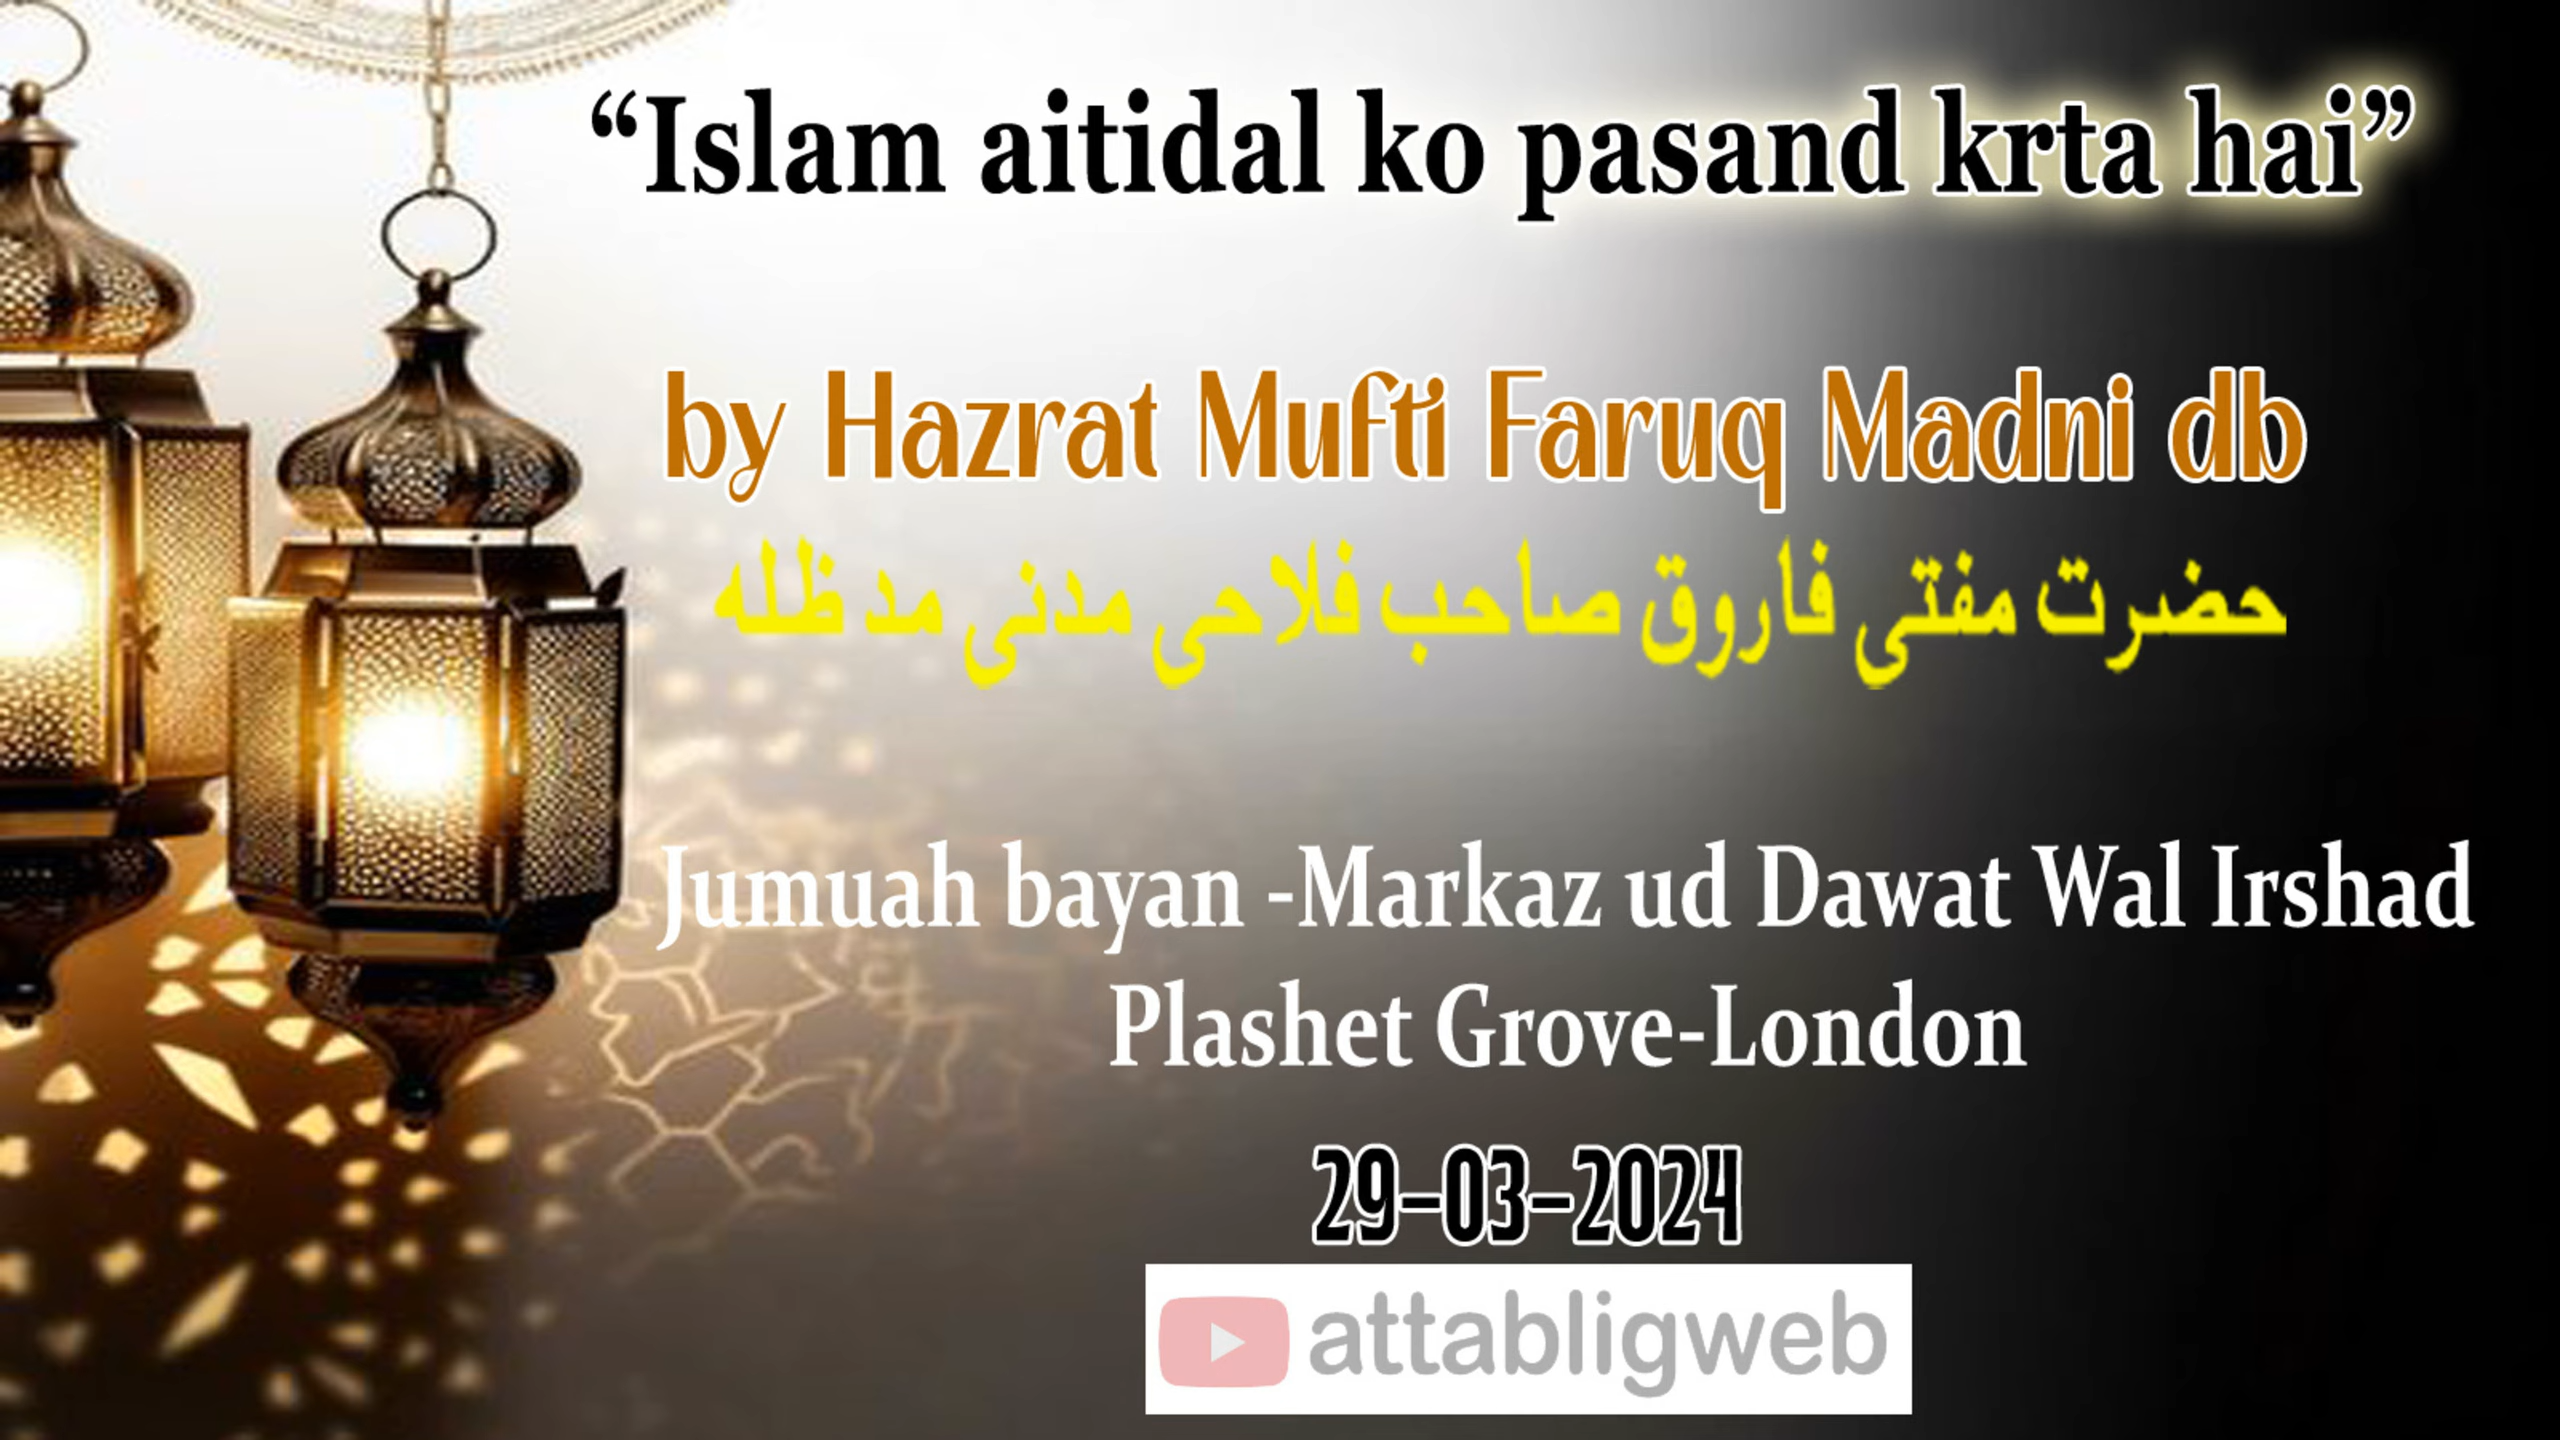 “Islam aitidal ko pasand krta hai”
by Hazrat Mufti Faruq Madni db
حضرت مفتی فاروق صاحب فلاحی مدنی مد ظلہ
Jumuah bayan -Markaz ud Dawat Wal Irshad
Plashet Grove-London
29-03-2024
attabligweb